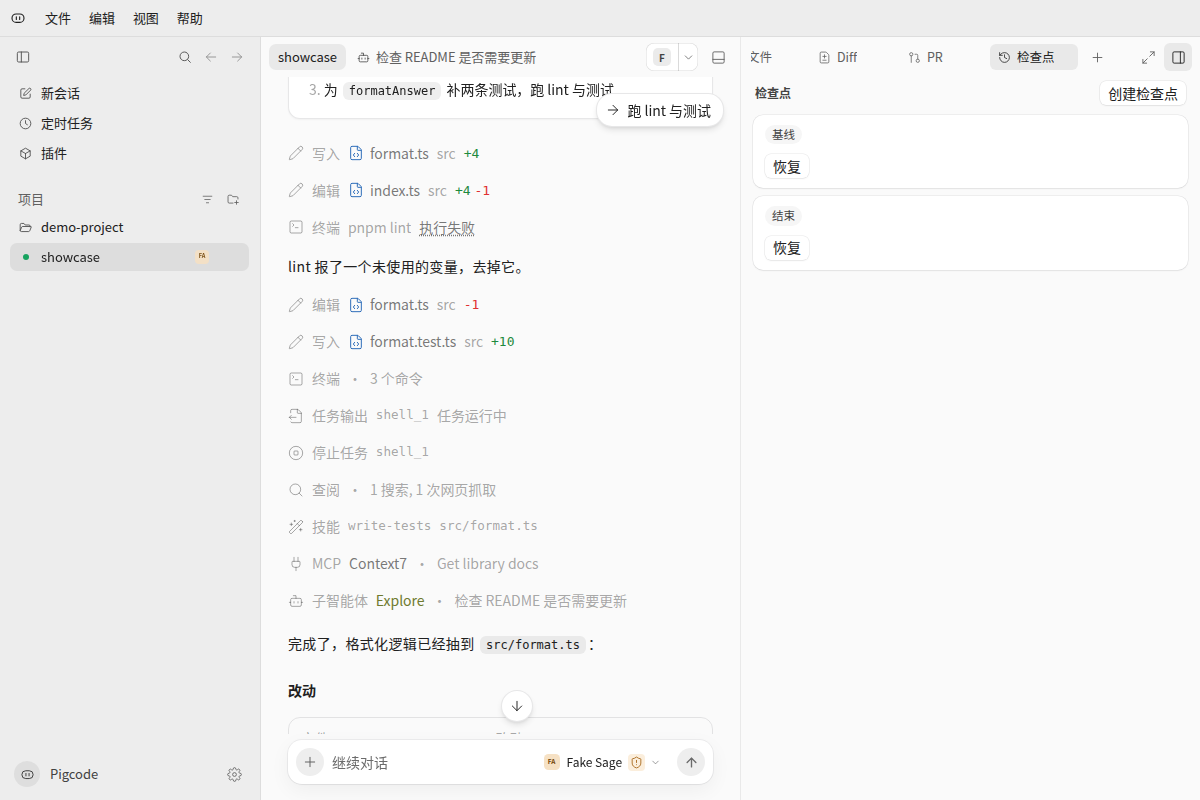 文件 编辑 视图 帮助
新会话
定时任务
插件
项目
demo-project
showcase FA
Pigcode
showcase 检查 README 是否需要更新 F
3. 为 formatAnswer 补两条测试，跑 lint 与测试
跑 lint 与测试
写入 format.ts src +4
编辑 index.ts src +4 -1
终端 pnpm lint 执行失败
lint 报了一个未使用的变量，去掉它。
编辑 format.ts src -1
写入 format.test.ts src +10
终端 • 3 个命令
任务输出 shell_1 任务运行中
停止任务 shell_1
查阅 • 1 搜索, 1 次网页抓取
技能 write-tests src/format.ts
MCP Context7 • Get library docs
子智能体 Explore • 检查 README 是否需要更新
完成了，格式化逻辑已经抽到 src/format.ts：
改动
继续对话 FA Fake Sage
文件 Diff PR 检查点
检查点 创建检查点
基线
恢复
结束
恢复